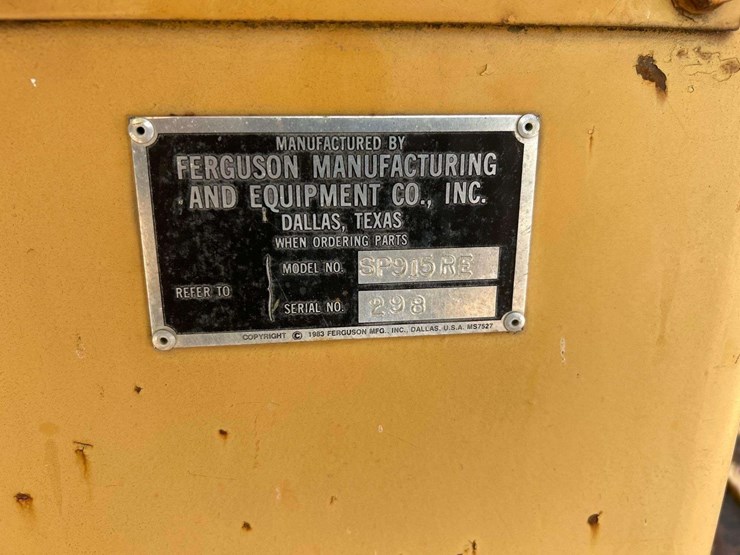 MANUFACTURED BY
FERGUSON MANUFACTURING
AND EQUIPMENT CO., INC.
DALLAS, TEXAS
WHEN ORDERING PARTS
REFER TO
MODEL NO. SP915RE
SERIAL NO. 298
COPYRIGHT © 1983 FERGUSON MFG., INC., DALLAS, U.S.A. MS7527